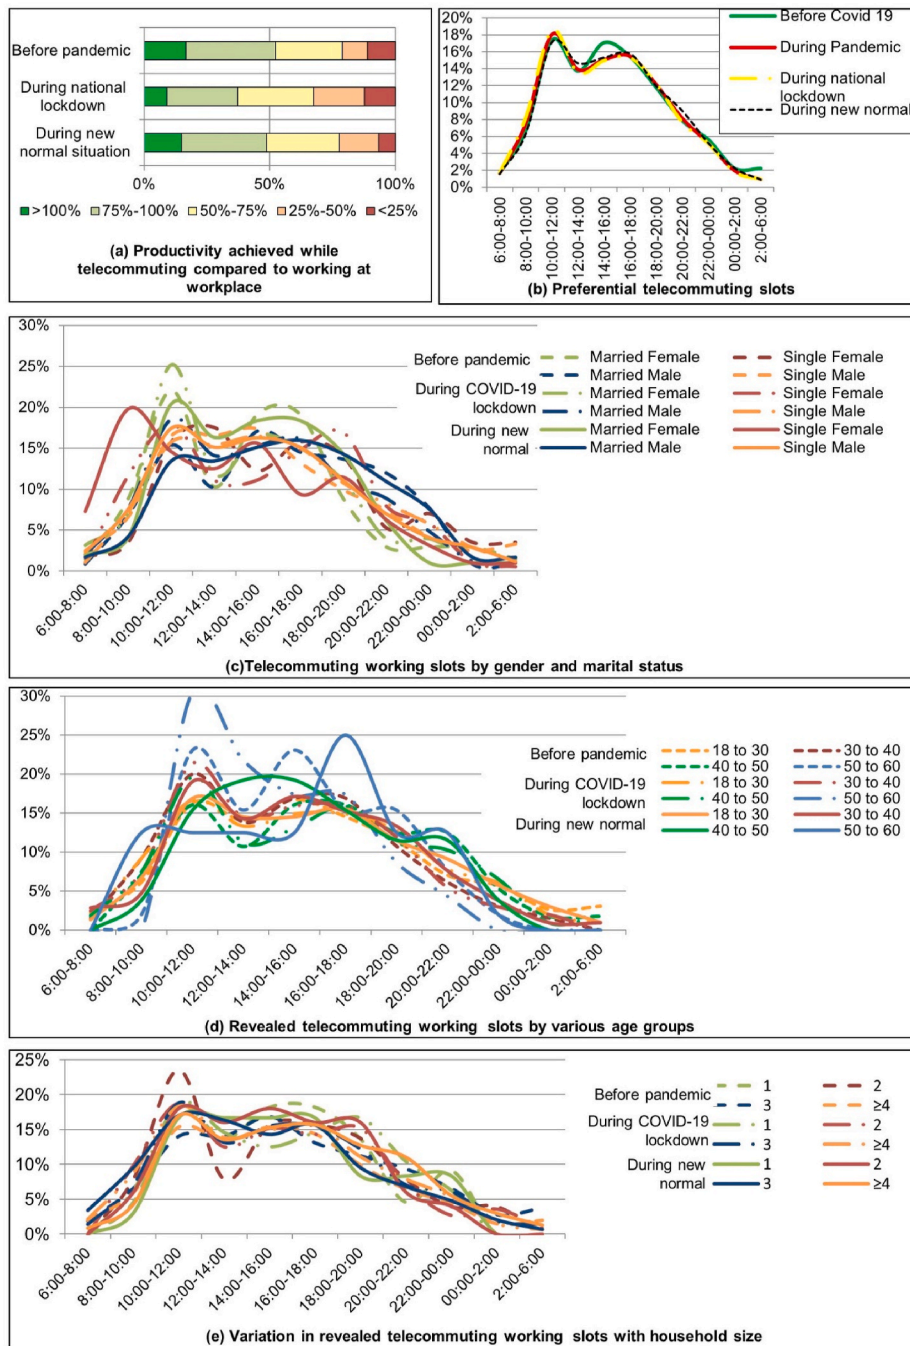 Before pandemic
During national
lockdown
During new
normal situation
0% 50% 100%
>100% 75%-100% 50%-75% 25%-50% <25%
(a) Productivity achieved while
telecommuting compared to working at
workplace
20%
18%
16%
14%
12%
10%
8%
6%
4%
2%
0%
Before Covid 19
During Pandemic
During national
lockdown
During new normal
6:00-8:00
8:00-10:00
10:00-12:00
12:00-14:00
14:00-16:00
16:00-18:00
18:00-20:00
20:00-22:00
22:00-00:00
00:00-2:00
2:00-6:00
(b) Preferential telecommuting slots
30%
25%
20%
15%
10%
5%
0%
Before pandemic
During COVID-19
lockdown
During new
normal
Married Female Single Female
Married Male Single Male
Married Female Single Female
Married Male Single Male
Married Female Single Female
Married Male Single Male
6:00-8:00
8:00-10:00
10:00-12:00
12:00-14:00
14:00-16:00
16:00-18:00
18:00-20:00
20:00-22:00
22:00-00:00
00:00-2:00
2:00-6:00
(c)Telecommuting working slots by gender and marital status
30%
25%
20%
15%
10%
5%
0%
Before pandemic
During COVID-19
lockdown
During new normal
18 to 30 30 to 40
40 to 50 50 to 60
18 to 30 30 to 40
40 to 50 50 to 60
18 to 30 30 to 40
40 to 50 50 to 60
6:00-8:00
8:00-10:00
10:00-12:00
12:00-14:00
14:00-16:00
16:00-18:00
18:00-20:00
20:00-22:00
22:00-00:00
00:00-2:00
2:00-6:00
(d) Revealed telecommuting working slots by various age groups
25%
20%
15%
10%
5%
0%
Before pandemic
During COVID-19
lockdown
During new
normal
1 2
3 ≥4
1 2
3 ≥4
1 2
3 ≥4
6:00-8:00
8:00-10:00
10:00-12:00
12:00-14:00
14:00-16:00
16:00-18:00
18:00-20:00
20:00-22:00
22:00-00:00
00:00-2:00
2:00-6:00
(e) Variation in revealed telecommuting working slots with household size